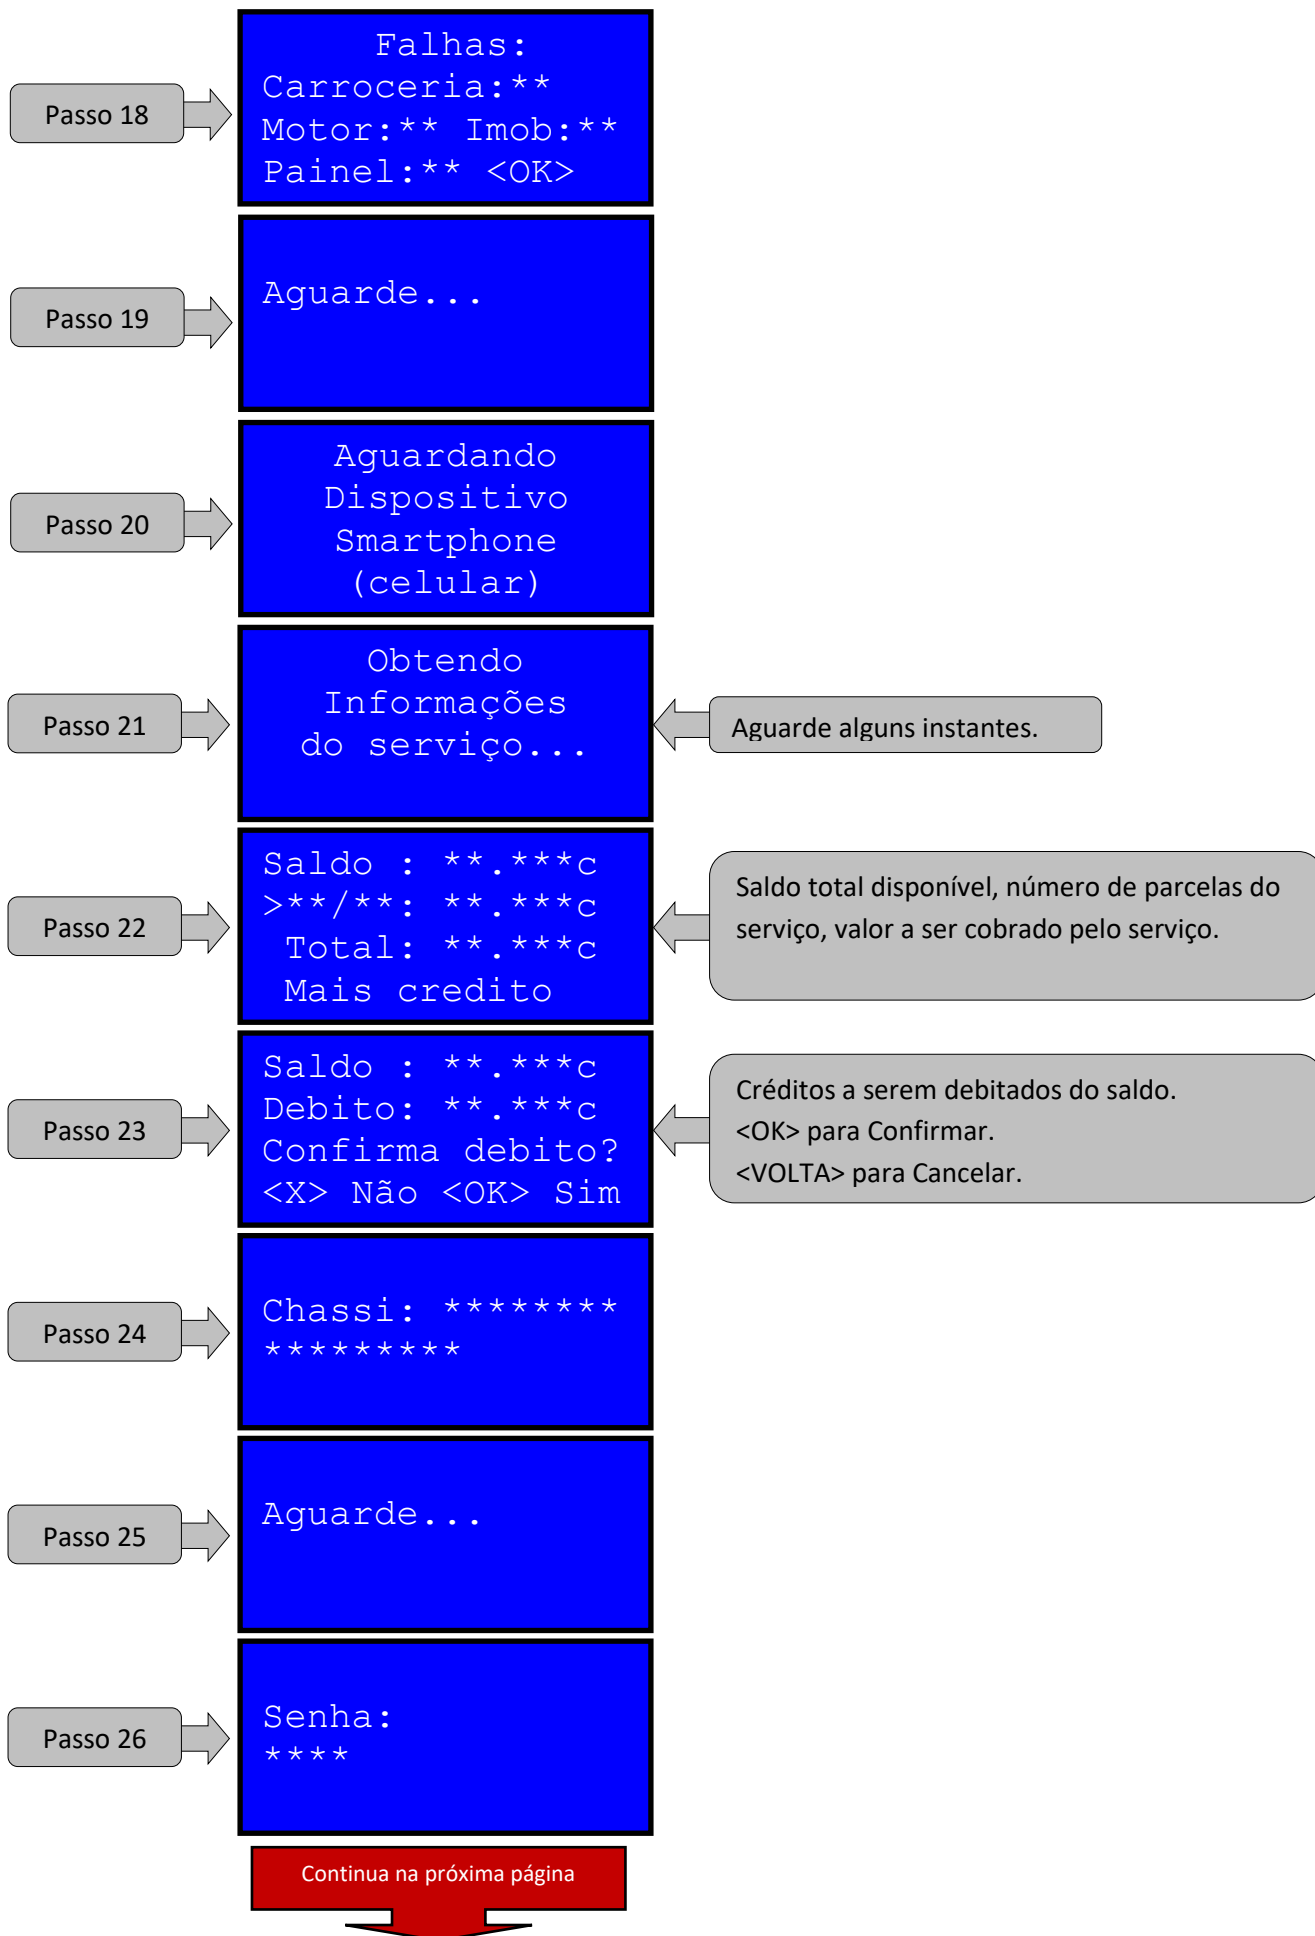 Passo 18
Falhas:
Carroceria:**
Motor:** Imob:**
Painel:** <OK>
Passo 19
Aguarde...
Passo 20
Aguardando
Dispositivo
Smartphone
(celular)
Passo 21
Obtendo
Informações
do serviço...
Aguarde alguns instantes.
Passo 22
Saldo : **.***c
>**/**: **.***c
Total: **.***c
Mais credito
Saldo total disponível, número de parcelas do
serviço, valor a ser cobrado pelo serviço.
Passo 23
Saldo : **.***c
Debito: **.***c
Confirma debito?
<X> Não <OK> Sim
Créditos a serem debitados do saldo.
<OK> para Confirmar.
<VOLTA> para Cancelar.
Passo 24
Chassi: ********
*********
Passo 25
Aguarde...
Passo 26
Senha:
****
Continua na próxima página